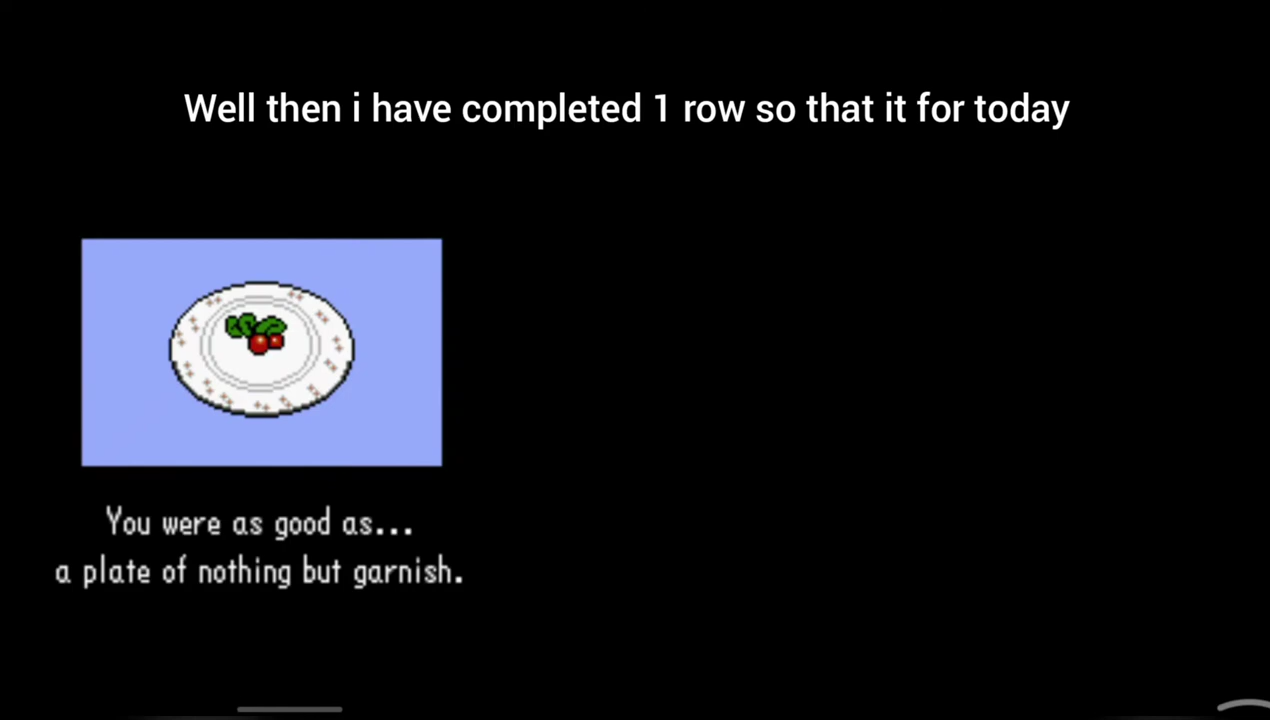 Well then i have completed 1 row so that it for today
You were as good as...
a plate of nothing but garnish.